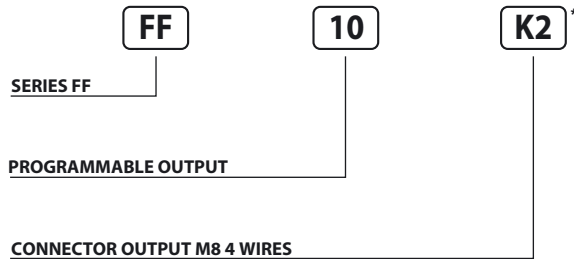 FF 10 K2*
SERIES FF
PROGRAMMABLE OUTPUT
CONNECTOR OUTPUT M8 4 WIRES